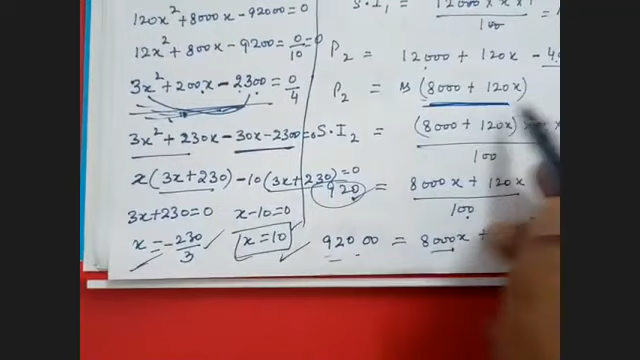 120x² + 8000x - 92000 = 0
12x² + 800x - 9200 = 0/10 = 0
3x² + 200x - 2300 = 0/4
3x² + 230x - 30x - 2300 = 0
x(3x + 230) - 10(3x + 230) = 0
3x + 230 = 0 x - 10 = 0
x = -230/3 x = 10
S.I₁ = 12000 x x x 1 / 100 =
P₂ = 12000 + 120x - 40
P₂ = (8000 + 120x)
S.I₂ = (8000 + 120x) / 100
920 = 8000x + 120x / 100
92000 = 8000x +